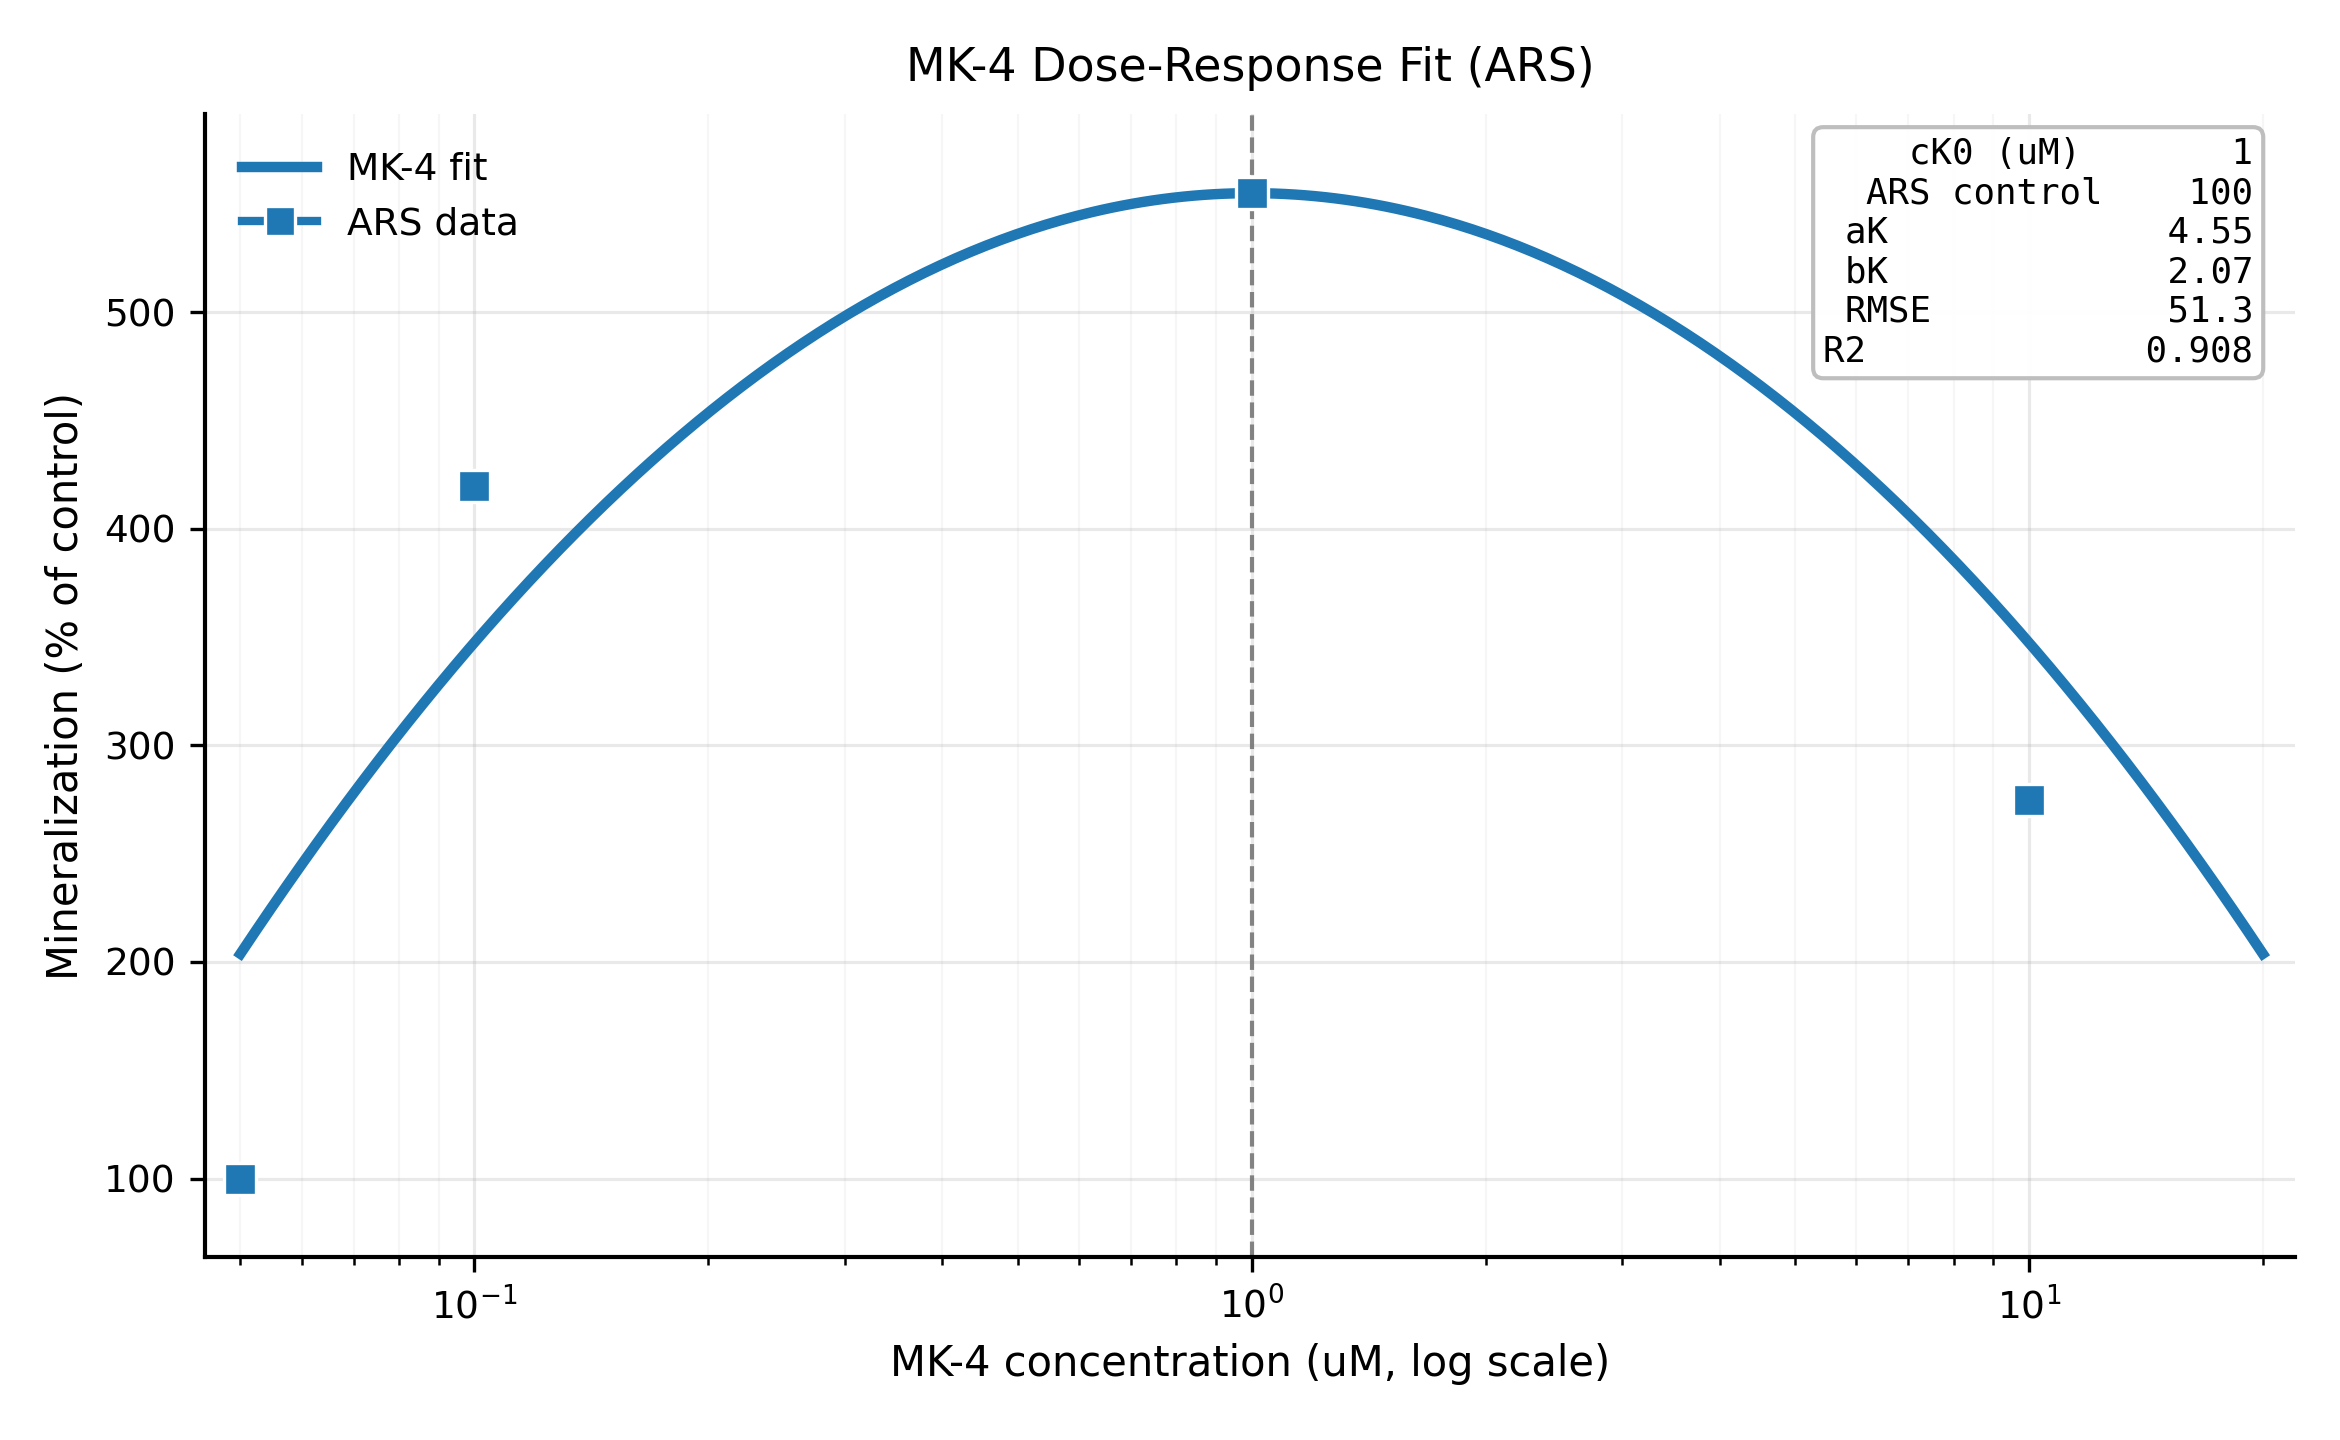 MK-4 Dose-Response Fit (ARS)
MK-4 fit
ARS data
cK0 (uM) 1
ARS control 100
aK 4.55
bK 2.07
RMSE 51.3
R2 0.908
Mineralization (% of control)
500
400
300
200
100
10⁻¹
10⁰
10¹
MK-4 concentration (uM, log scale)